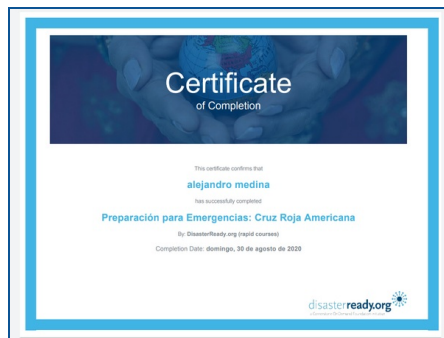 Certificate
of Completion
This certificate confirms that
alejandro medina
has successfully completed
Preparación para Emergencias: Cruz Roja Americana
By: DisasterReady.org (rapid courses)
Completion Date: domingo, 30 de agosto de 2020
disasterready.org